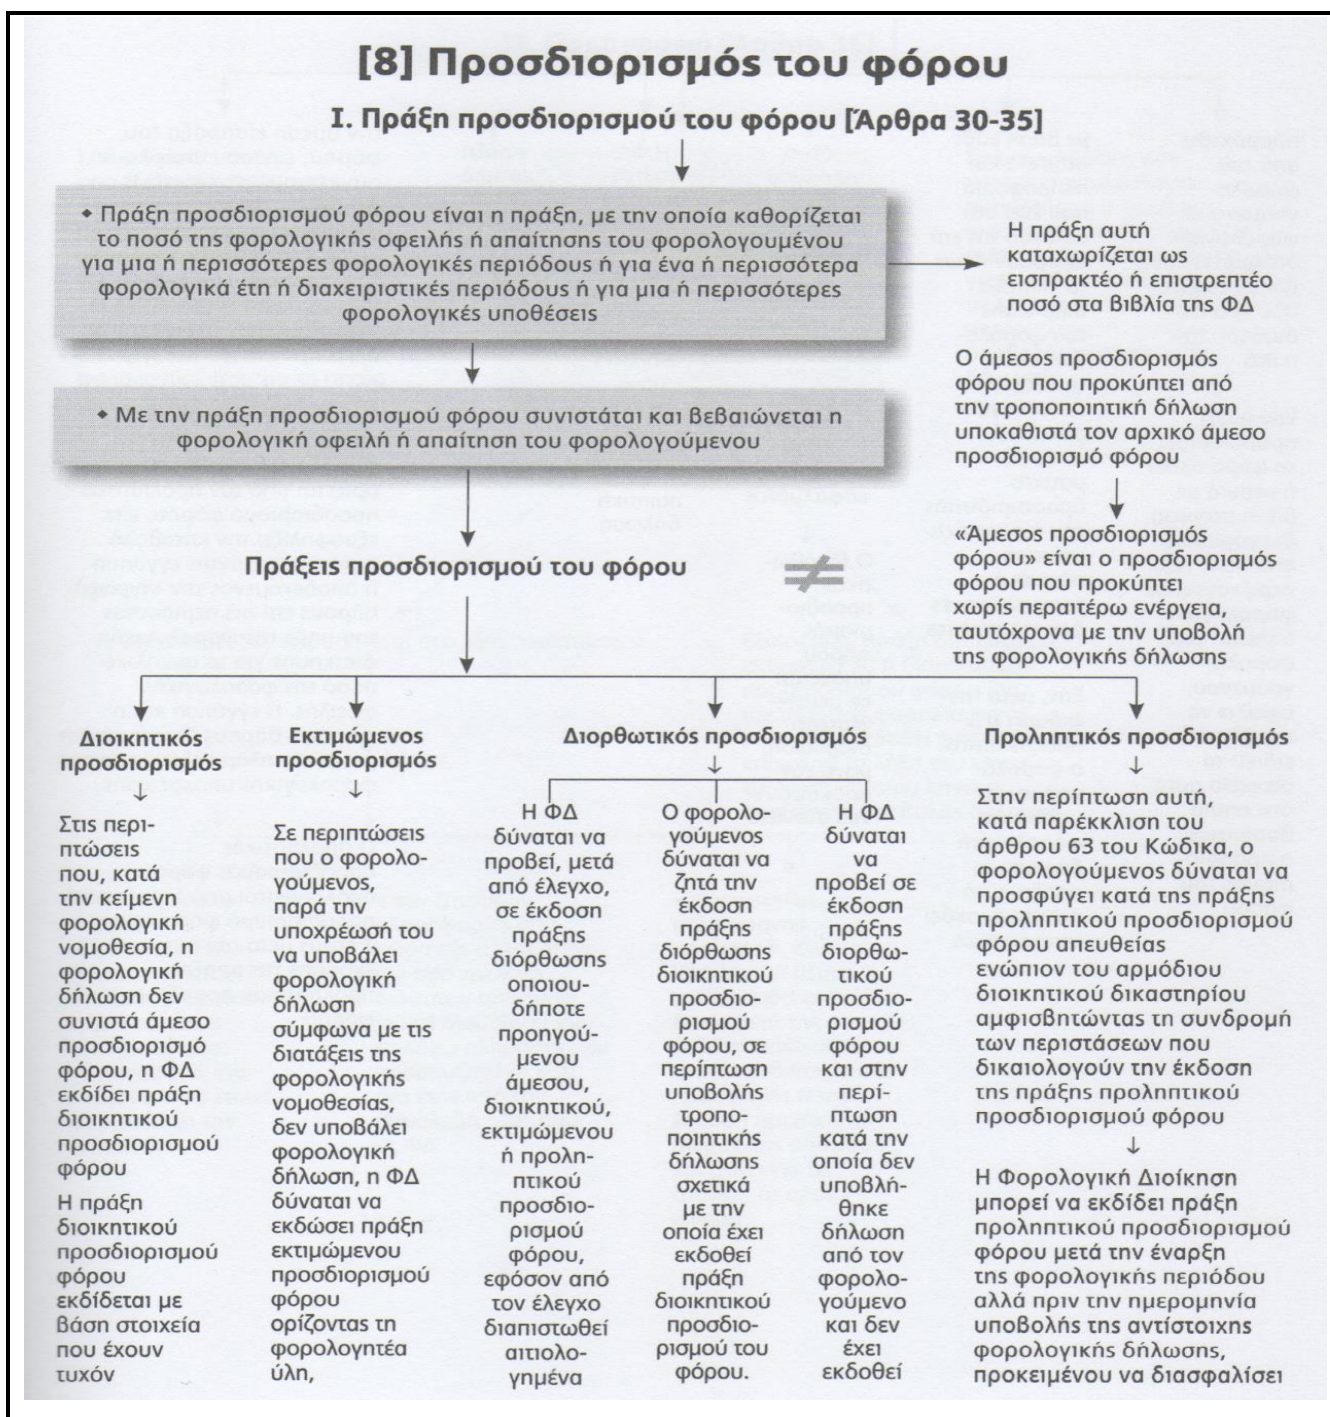 [8] Προσδιορισμός του φόρου
Ι. Πράξη προσδιορισμού του φόρου [Άρθρα 30-35]
◆ Πράξη προσδιορισμού φόρου είναι η πράξη, με την οποία καθορίζεται
το ποσό της φορολογικής οφειλής ή απαίτησης του φορολογουμένου
για μια ή περισσότερες φορολογικές περιόδους ή για ένα ή περισσότερα
φορολογικά έτη ή διαχειριστικές περιόδους ή για μια ή περισσότερες
φορολογικές υποθέσεις
Η πράξη αυτή
καταχωρίζεται ως
εισπρακτέο ή επιστρεπτέο
ποσό στα βιβλία της ΦΔ
◆ Με την πράξη προσδιορισμού φόρου συνιστάται και βεβαιώνεται η
φορολογική οφειλή ή απαίτηση του φορολογούμενου
Ο άμεσος προσδιορισμός
φόρου που προκύπτει από
την τροποποιητική δήλωση
υποκαθιστά τον αρχικό άμεσο
προσδιορισμό φόρου
Πράξεις προσδιορισμού του φόρου
≠
«Άμεσος προσδιορισμός
φόρου» είναι ο προσδιορισμός
φόρου που προκύπτει
χωρίς περαιτέρω ενέργεια,
ταυτόχρονα με την υποβολή
της φορολογικής δήλωσης
Διοικητικός
προσδιορισμός
Στις περι-
πτώσεις
που, κατά
την κείμενη
φορολογική
νομοθεσία, η
φορολογική
δήλωση δεν
συνιστά άμεσο
προσδιορισμό
φόρου, η ΦΔ
εκδίδει πράξη
διοικητικού
προσδιορισμού
φόρου
Η πράξη
διοικητικού
προσδιορισμού
φόρου
εκδίδεται με
βάση στοιχεία
που έχουν
τυχόν
Εκτιμώμενος
προσδιορισμός
Σε περιπτώσεις
που ο φορολο-
γούμενος,
παρά την
υποχρέωσή του
να υποβάλει
φορολογική
δήλωση
σύμφωνα με τις
διατάξεις της
φορολογικής
νομοθεσίας,
δεν υποβάλει
φορολογική
δήλωση, η ΦΔ
δύναται να
εκδώσει πράξη
εκτιμώμενου
προσδιορισμού
φόρου
ορίζοντας τη
φορολογητέα
ύλη,
Διορθωτικός προσδιορισμός
Η ΦΔ
δύναται να
προβεί, μετά
από έλεγχο,
σε έκδοση
πράξης
διόρθωσης
οποιου-
δήποτε
προηγού-
μενου
άμεσου,
διοικητικού,
εκτιμώμενου
ή προλη-
πτικού
προσδιο-
ρισμού
φόρου,
εφόσον από
τον έλεγχο
διαπιστωθεί
αιτιολο-
γημένα
Ο φορολο-
γούμενος
δύναται να
ζητά την
έκδοση
πράξης
διόρθωσης
διοικητικού
προσδιο-
ρισμού
φόρου, σε
περίπτωση
υποβολής
τροπο-
ποιητικής
δήλωσης
σχετικά
με την
οποία έχει
εκδοθεί
πράξη
διοικητικού
προσδιο-
ρισμού του
φόρου.
Η ΦΔ
δύναται
να
προβεί σε
έκδοση
πράξης
διορθω-
τικού
προσδιο-
ρισμού
φόρου
και στην
περί-
πτωση
κατά την
οποία δεν
υποβλή-
θηκε
δήλωση
από τον
φορολο-
γούμενο
και δεν
έχει
εκδοθεί
Προληπτικός προσδιορισμός
Στην περίπτωση αυτή,
κατά παρέκκλιση του
άρθρου 63 του Κώδικα, ο
φορολογούμενος δύναται να
προσφύγει κατά της πράξης
προληπτικού προσδιορισμού
φόρου απευθείας
ενώπιον του αρμόδιου
διοικητικού δικαστηρίου
αμφισβητώντας τη συνδρομή
των περιστάσεων που
δικαιολογούν την έκδοση
της πράξης προληπτικού
προσδιορισμού φόρου
Η Φορολογική Διοίκηση
μπορεί να εκδίδει πράξη
προληπτικού προσδιορισμού
φόρου μετά την έναρξη
της φορολογικής περιόδου
αλλά πριν την ημερομηνία
υποβολής της αντίστοιχης
φορολογικής δήλωσης,
προκειμένου να διασφαλίσει